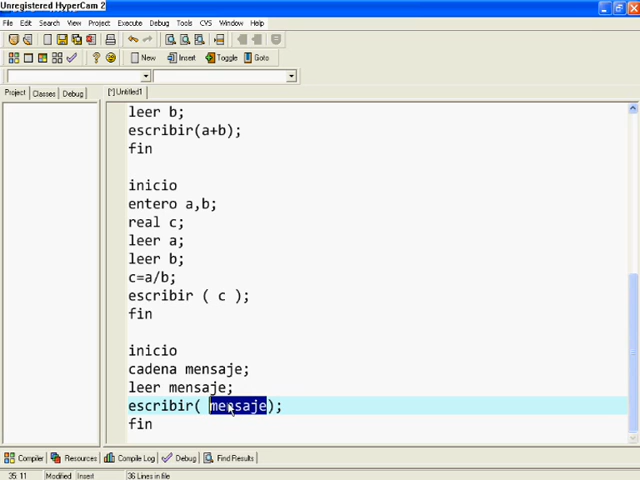 Unregistered HyperCam 2
File Edit Search View Project Execute Debug Tools CVS Window Help
New Insert Toggle Goto
Project Classes Debug [*] Untitled1
leer b;
escribir(a+b);
fin
inicio
entero a,b;
real c;
leer a;
leer b;
c=a/b;
escribir ( c );
fin
inicio
cadena mensaje;
leer mensaje;
escribir( mensaje);
fin
Compiler Resources Compile Log Debug Find Results
35: 11 Modified Insert 36 Lines in file